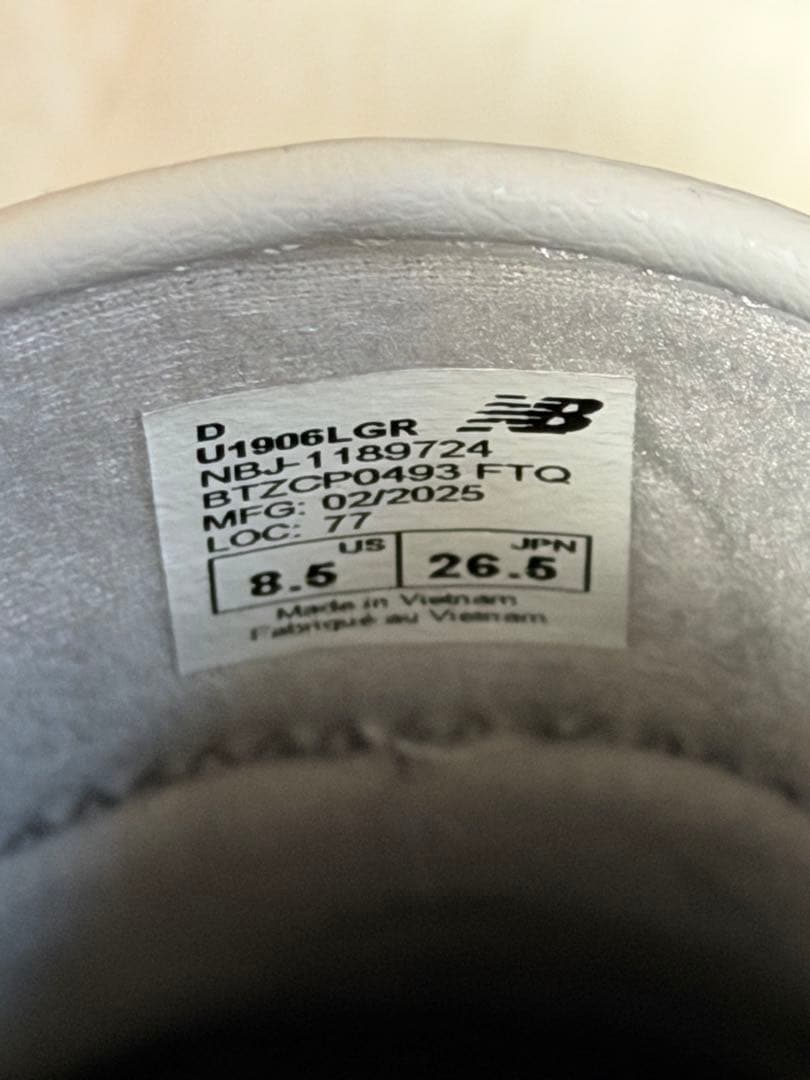 D
U1906LGR
NB
NBJ-1189724
BTZCP0493 FTQ
MFG: 02/2025
LOC: 77
US JPN
8.5 26.5
Made in Vietnam
Fabriqué au Vietnam